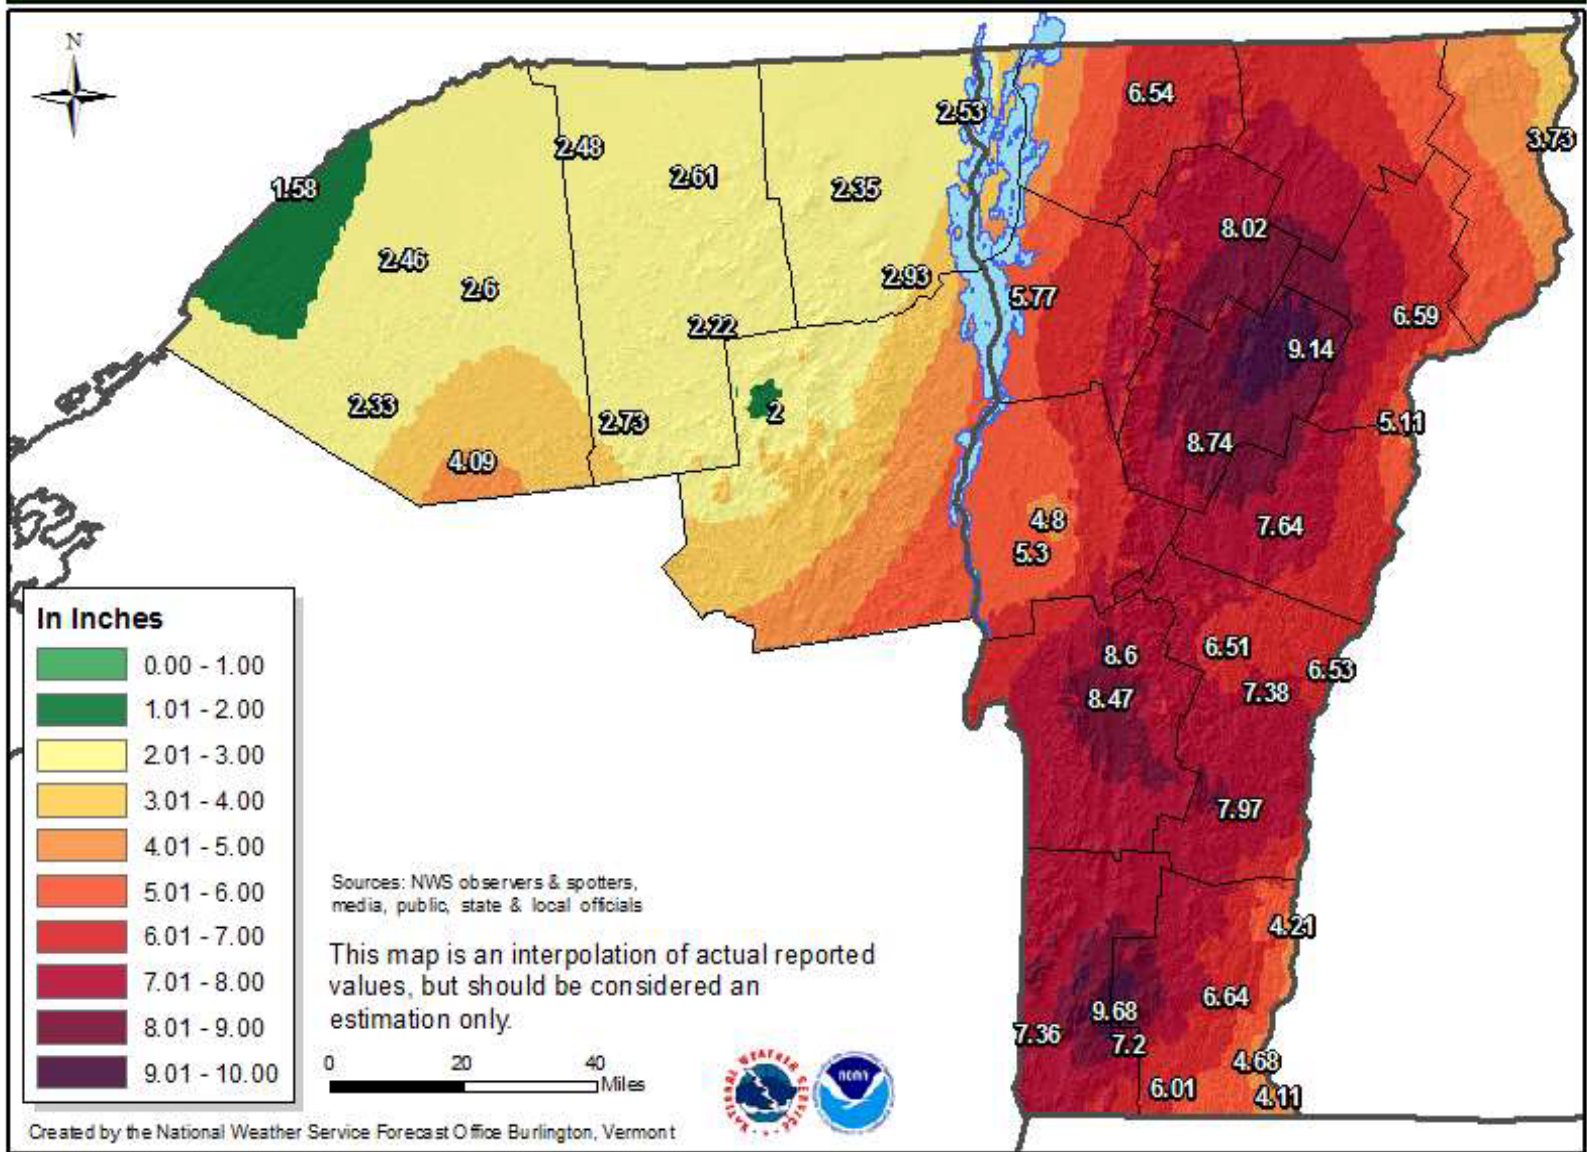 N
2.53
6.54
3.73
2.48
2.61
2.35
1.58
8.02
2.46
2.6
2.93
5.77
2.22
6.59
9.14
2.33
2.73
2
5.11
8.74
4.09
4.8
7.64
5.3
In Inches
0.00 - 1.00
1.01 - 2.00
2.01 - 3.00
3.01 - 4.00
4.01 - 5.00
5.01 - 6.00
6.01 - 7.00
7.01 - 8.00
8.01 - 9.00
9.01 - 10.00
8.6
6.51
6.53
8.47
7.38
7.97
4.21
6.64
9.68
7.36
7.2
4.68
6.01
4.11
Sources: NWS observers & spotters,
media, public, state & local officials
This map is an interpolation of actual reported
values, but should be considered an
estimation only.
0 20 40
Miles
NATIONAL WEATHER SERVICE
noaa
Created by the National Weather Service Forecast Office Burlington, Vermont